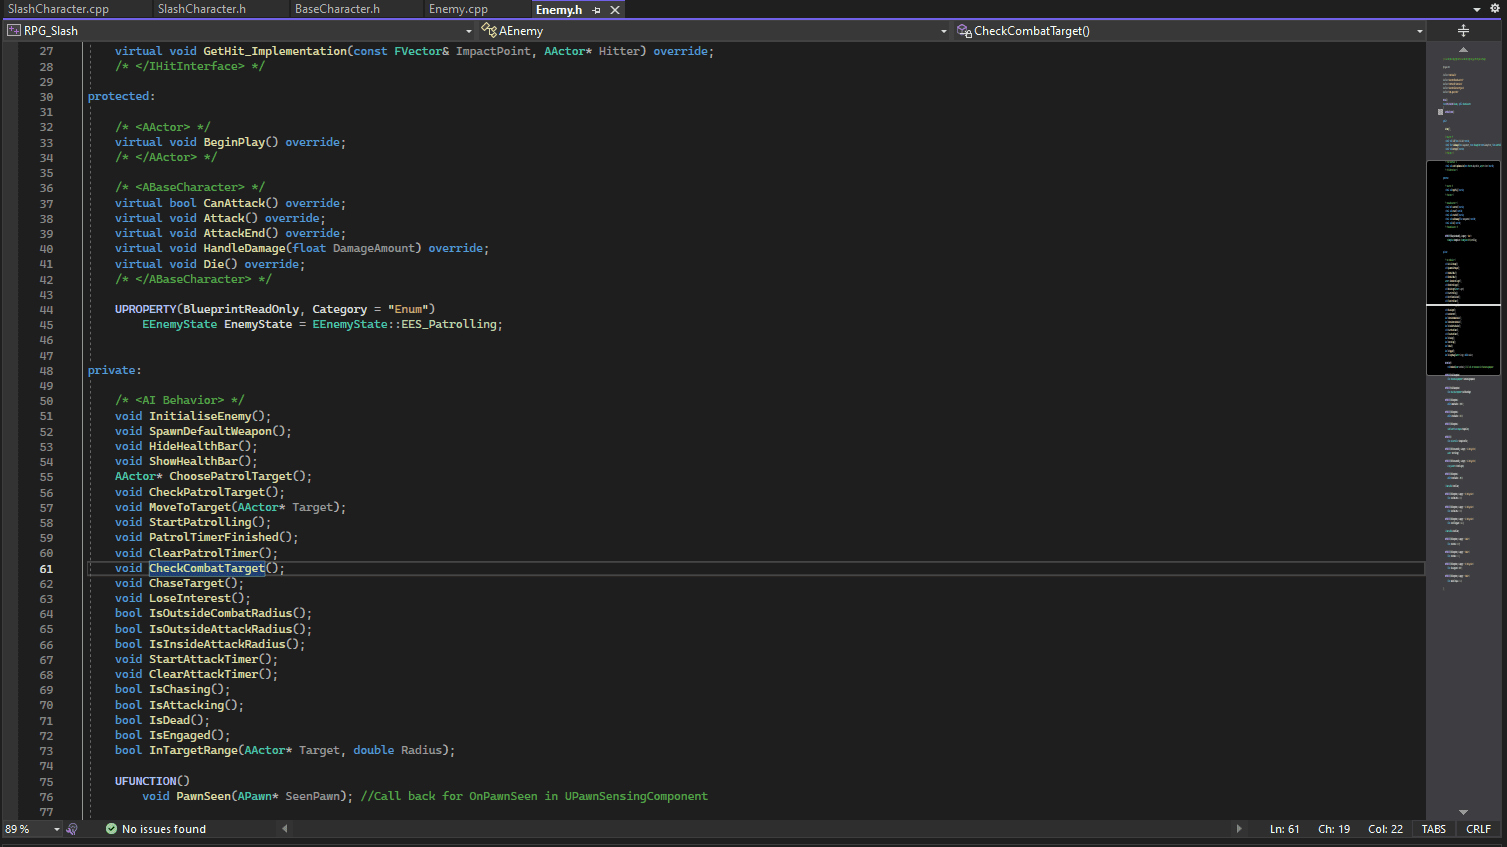 SlashCharacter.cpp SlashCharacter.h BaseCharacter.h Enemy.cpp Enemy.h
RPG_Slash AEnemy CheckCombatTarget()
27 virtual void GetHit_Implementation(const FVector& ImpactPoint, AActor* Hitter) override;
28 /* </IHitInterface> */
29
30 protected:
31
32 /* <AActor> */
33 virtual void BeginPlay() override;
34 /* </AActor> */
35
36 /* <ABaseCharacter> */
37 virtual bool CanAttack() override;
38 virtual void Attack() override;
39 virtual void AttackEnd() override;
40 virtual void HandleDamage(float DamageAmount) override;
41 virtual void Die() override;
42 /* </ABaseCharacter> */
43
44 UPROPERTY(BlueprintReadOnly, Category = "Enum")
45 EEnemyState EnemyState = EEnemyState::EES_Patrolling;
46
47
48 private:
49
50 /* <AI Behavior> */
51 void InitialiseEnemy();
52 void SpawnDefaultWeapon();
53 void HideHealthBar();
54 void ShowHealthBar();
55 AActor* ChoosePatrolTarget();
56 void CheckPatrolTarget();
57 void MoveToTarget(AActor* Target);
58 void StartPatrolling();
59 void PatrolTimerFinished();
60 void ClearPatrolTimer();
61 void CheckCombatTarget();
62 void ChaseTarget();
63 void LoseInterest();
64 bool IsOutsideCombatRadius();
65 bool IsOutsideAttackRadius();
66 bool IsInsideAttackRadius();
67 void StartAttackTimer();
68 void ClearAttackTimer();
69 bool IsChasing();
70 bool IsAttacking();
71 bool IsDead();
72 bool IsEngaged();
73 bool InTargetRange(AActor* Target, double Radius);
74
75 UFUNCTION()
76 void PawnSeen(APawn* SeenPawn); //Call back for OnPawnSeen in UPawnSensingComponent
77
89 % No issues found Ln: 61 Ch: 19 Col: 22 TABS CRLF